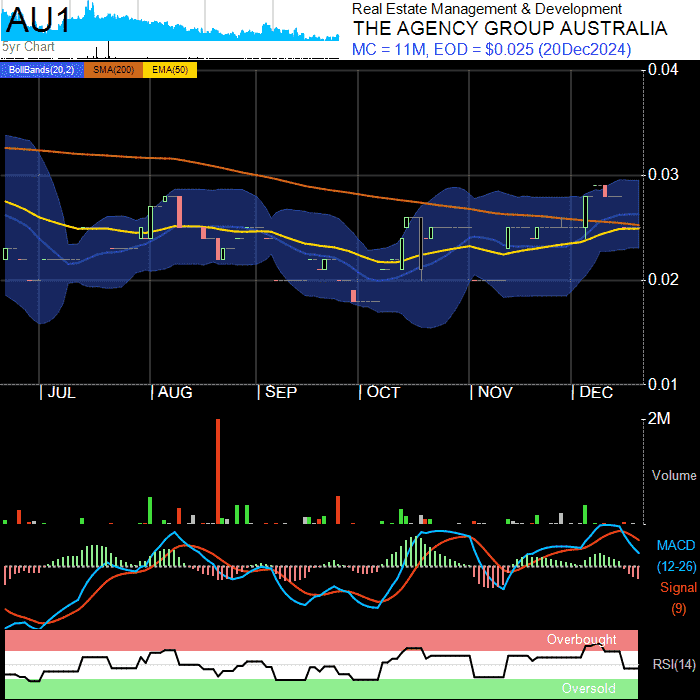 AU1
5yr Chart
Real Estate Management & Development
THE AGENCY GROUP AUSTRALIA
MC = 11M, EOD = $0.025 (20Dec2024)
BollBands(20,2) SMA(200) EMA(50)
0.04
0.03
0.02
0.01
JUL AUG SEP OCT NOV DEC
2M
Volume
MACD
(12-26)
Signal
(9)
Overbought
RSI(14)
Oversold